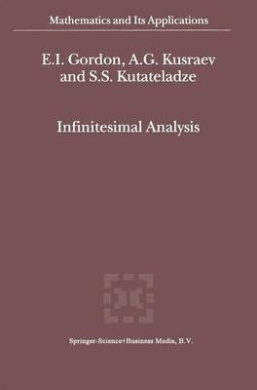 Mathematics and Its Applications
E.I. Gordon, A.G. Kusraev
and S.S. Kutateladze
Infinitesimal Analysis
Springer-Science+Business Media, B.V.